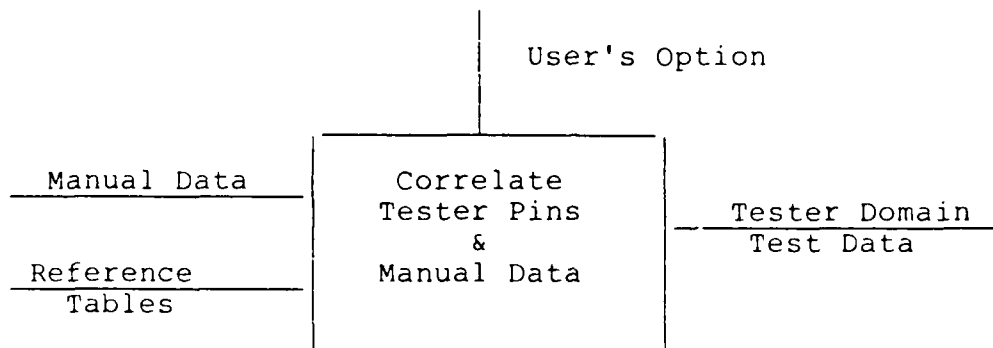 User's Option
Manual Data
Correlate
Tester Pins
&
Manual Data
Reference
Tables
Tester Domain
Test Data